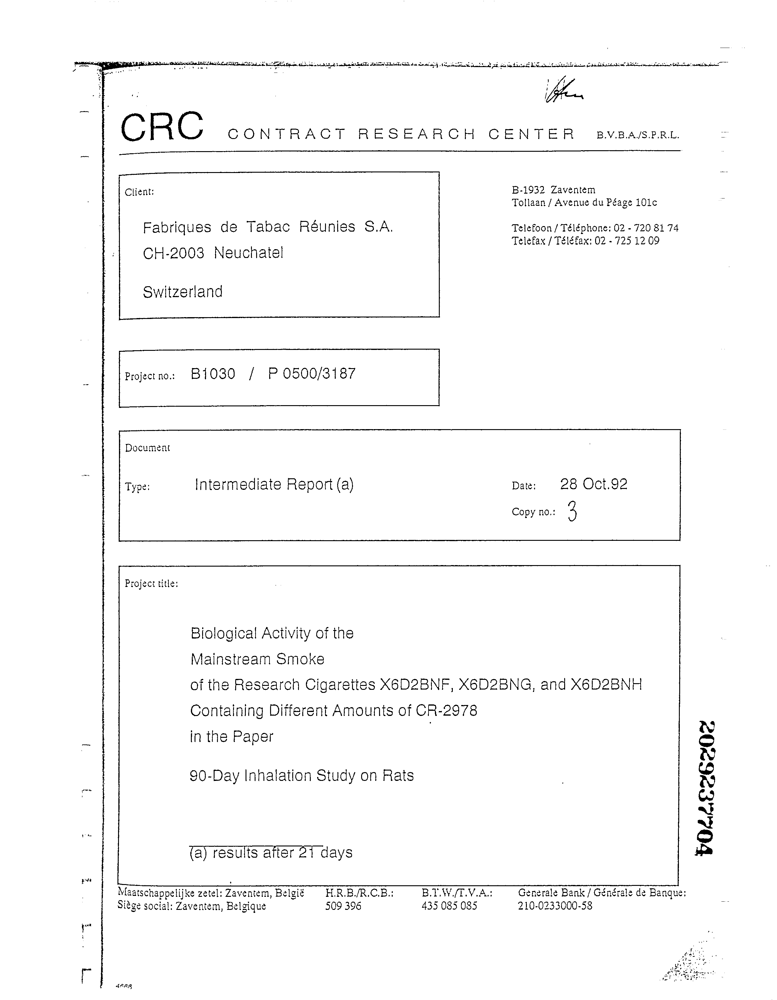 CRC CONTRACT RESEARCH CENTER B.V.B.A./S.P.R.L.
Client:
Fabriques de Tabac Réunies S.A.
CH-2003 Neuchatel
Switzerland
B-1932 Zaventem
Tollaan / Avenue du Péage 101c
Telefoon / Téléphone: 02 - 720 81 74
Telefax / Téléfax: 02 - 725 12 09
Project no.: B1030 / P 0500/3187
Document
Type: Intermediate Report (a)
Date: 28 Oct.92
Copy no.: 3
Project title:
Biological Activity of the
Mainstream Smoke
of the Research Cigarettes X6D2BNF, X6D2BNG, and X6D2BNH
Containing Different Amounts of CR-2978
in the Paper
90-Day Inhalation Study on Rats
(a) results after 21 days
2029237704
Maatschappelijke zetel: Zaventem, België H.R.B./R.C.B.: B.T.W./T.V.A.: Generale Bank / Générale de Banque:
Siège social: Zaventem, Belgique 509 396 435 085 085 210-0233000-58